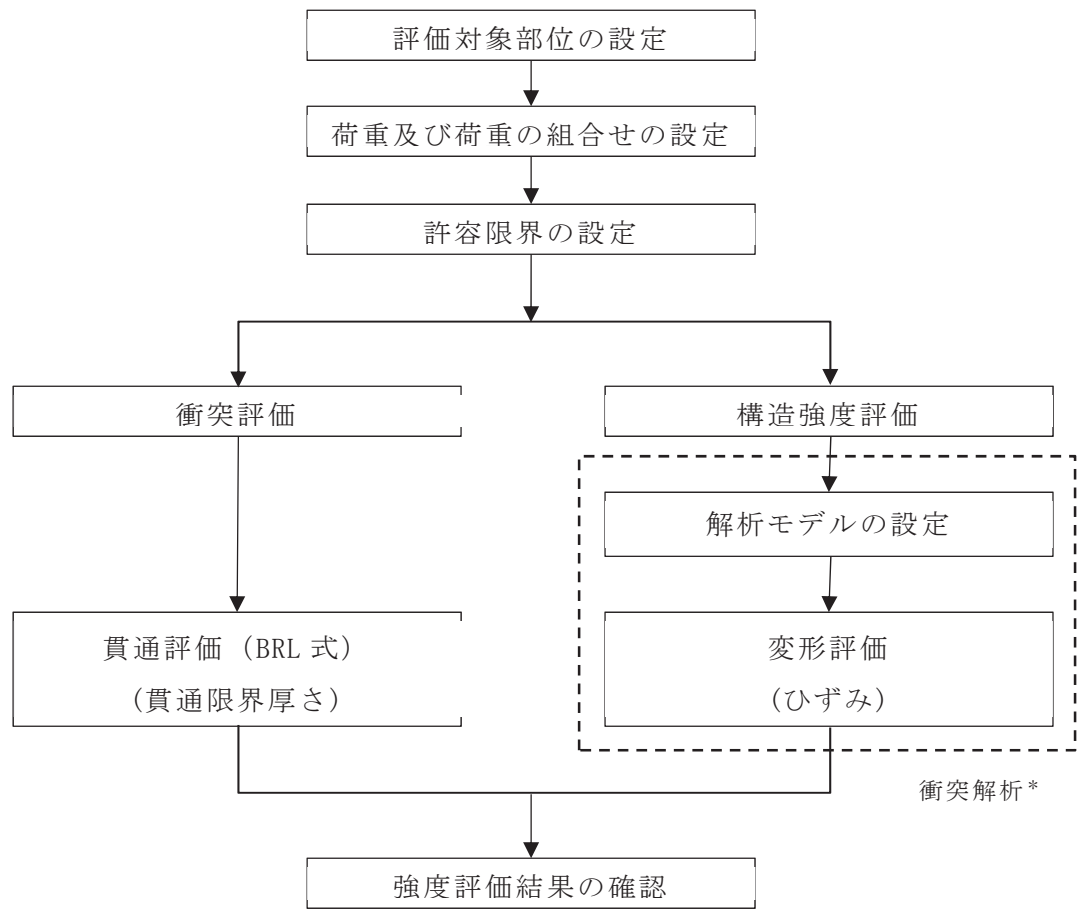 評価対象部位の設定
荷重及び荷重の組合せの設定
許容限界の設定
衝突評価
構造強度評価
解析モデルの設定
貫通評価（BRL 式）
（貫通限界厚さ）
変形評価
（ひずみ）
衝突解析*
強度評価結果の確認